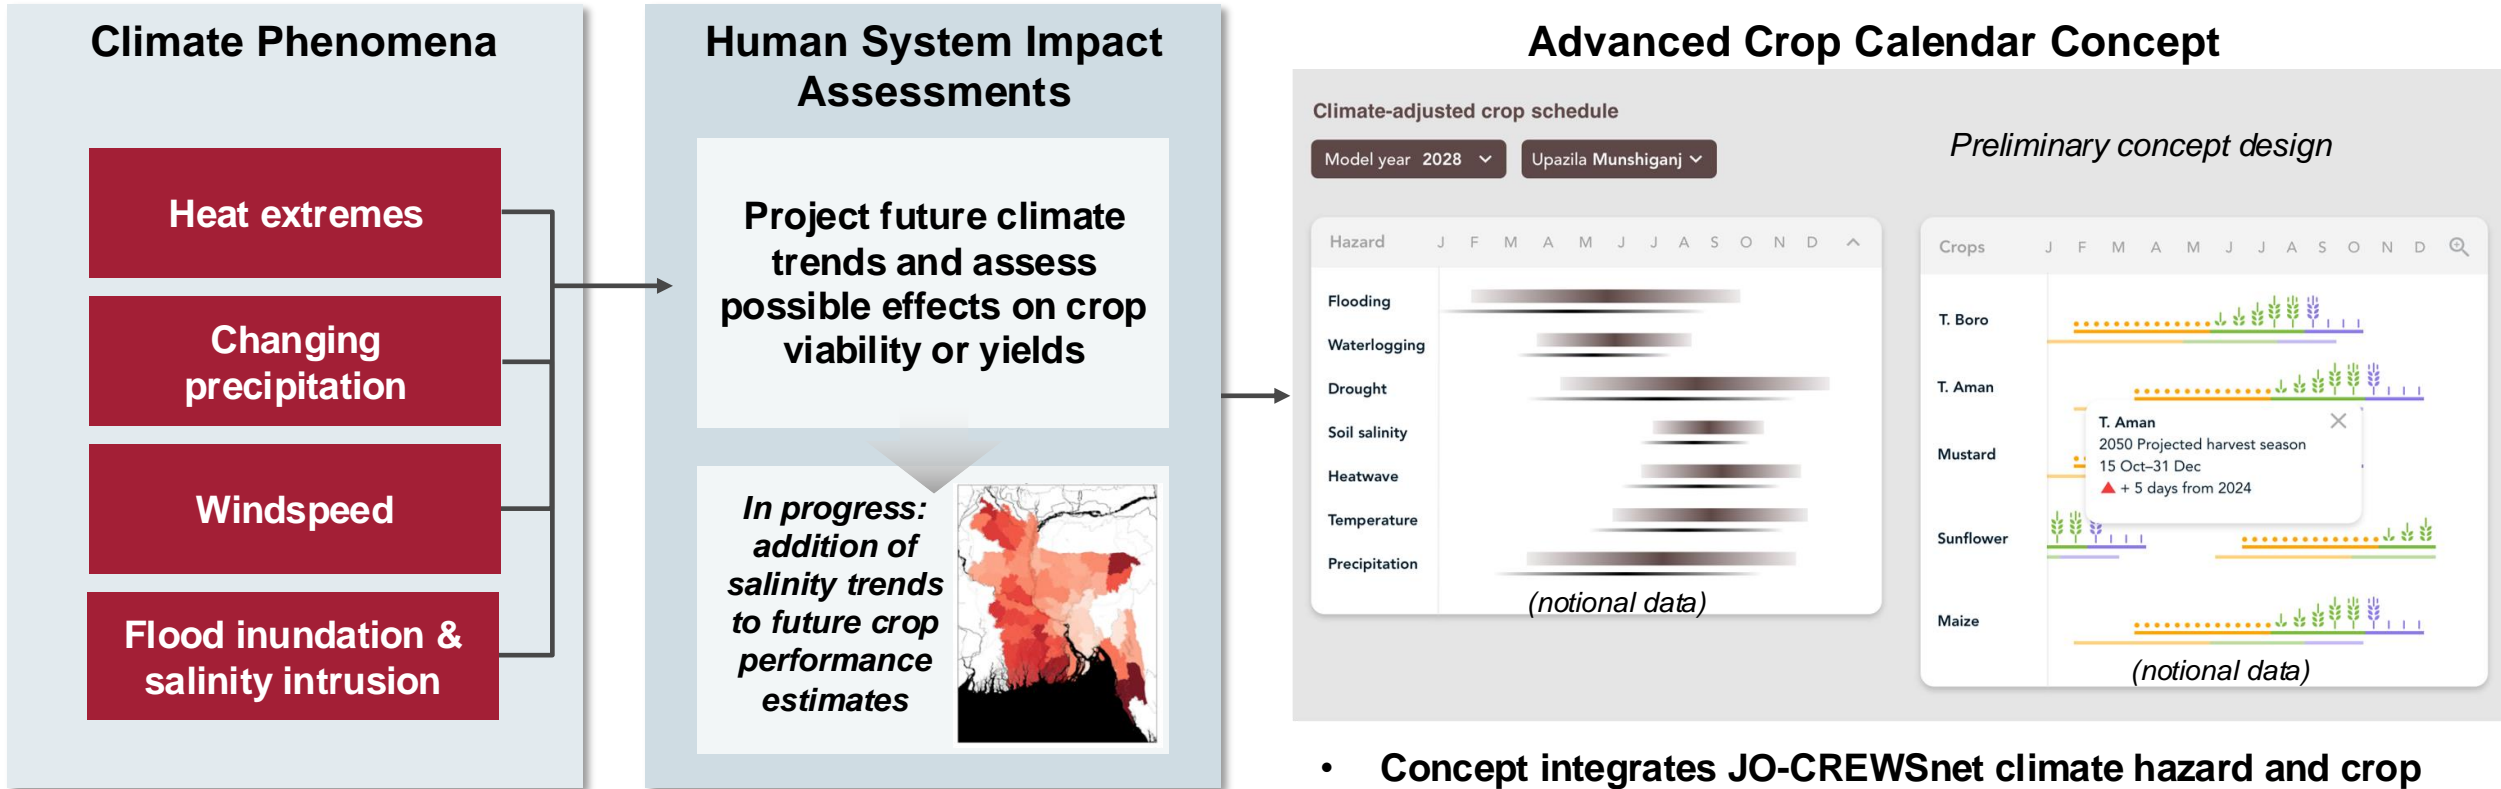 Climate Phenomena
Heat extremes
Changing
precipitation
Windspeed
Flood inundation &
salinity intrusion
Human System Impact
Assessments
Project future climate
trends and assess
possible effects on crop
viability or yields
In progress:
addition of
salinity trends
to future crop
performance
estimates
Advanced Crop Calendar Concept
Climate-adjusted crop schedule
Model year 2028
Upazila Munshiganj
Preliminary concept design
Hazard J F M A M J J A S O N D
Flooding
Waterlogging
Drought
Soil salinity
Heatwave
Temperature
Precipitation
(notional data)
Crops J F M A M J J A S O N D
T. Boro
T. Aman
T. Aman
2050 Projected harvest season
15 Oct–31 Dec
+ 5 days from 2024
Mustard
Sunflower
Maize
(notional data)
• Concept integrates JO-CREWSnet climate hazard and crop